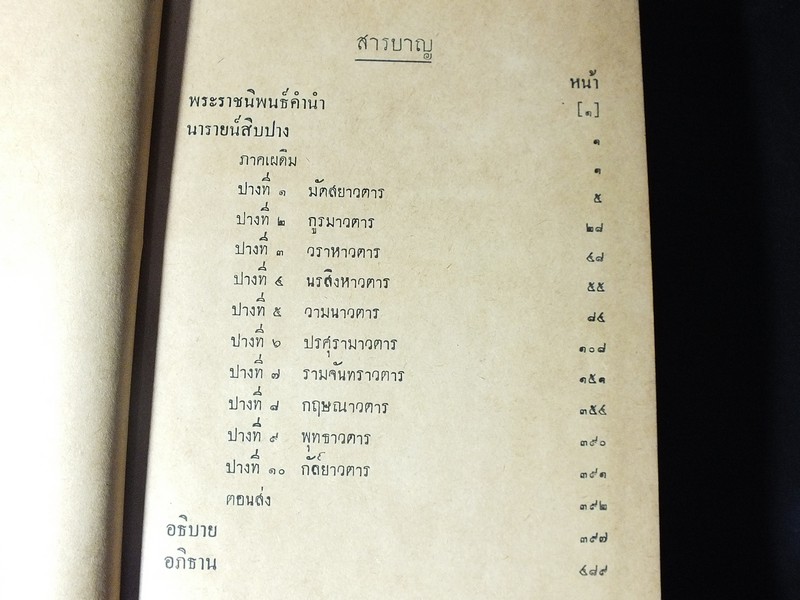 สารบาญ
หน้า
พระราชนิพนธ์คำนำ [๑]
นารายน์สิบปาง ๑
ภาคเผดิม ๑
ปางที่ ๑ มัตสยาวตาร ๕
ปางที่ ๒ กูรมาวตาร ๒๘
ปางที่ ๓ วราหาวตาร ๔๘
ปางที่ ๔ นรสิงหาวตาร ๕๕
ปางที่ ๕ วามนาวตาร ๘๔
ปางที่ ๖ ปรศุรามาวตาร ๑๐๘
ปางที่ ๗ รามจันทราวตาร ๑๕๑
ปางที่ ๘ กฤษณาวตาร ๓๕๔
ปางที่ ๙ พุทธาวตาร ๓๙๐
ปางที่ ๑๐ กัลยาวตาร ๓๙๑
ตอนส่ง ๓๙๒
อธิบาย ๓๙๗
อภิธาน ๔๘๙